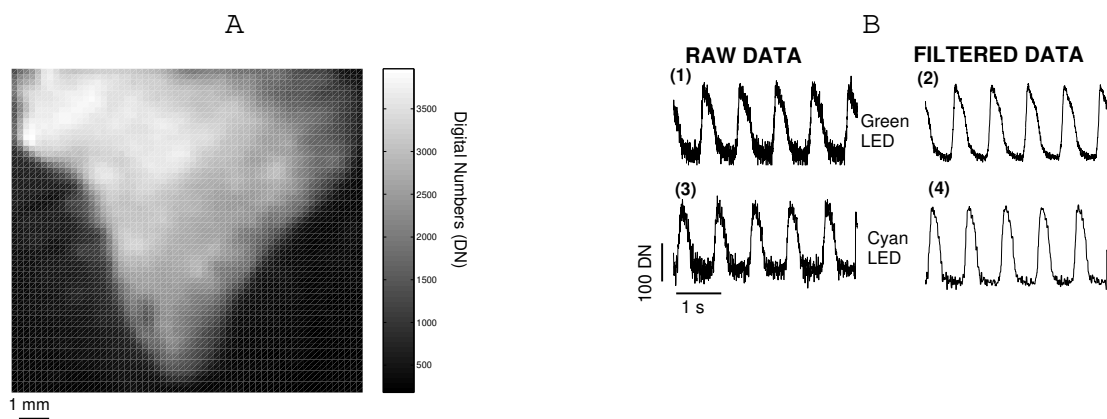 A
3500
3000
2500
2000
1500
1000
500
Digital Numbers (DN)
1 mm
B
RAW DATA
FILTERED DATA
(1)
(2)
Green
LED
(3)
(4)
Cyan
LED
100 DN
1 s